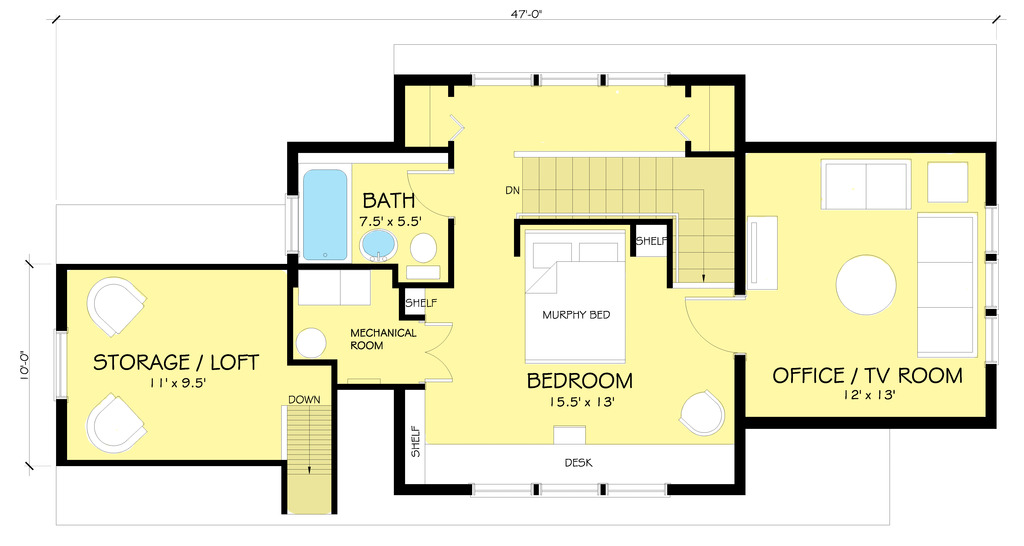 47'-0"
DN
BATH
7.5' x 5.5'
SHELF
SHELF
MURPHY BED
MECHANICAL
ROOM
10'-0"
STORAGE / LOFT
11' x 9.5'
BEDROOM
15.5' x 13'
OFFICE / TV ROOM
12' x 13'
DOWN
SHELF
DESK